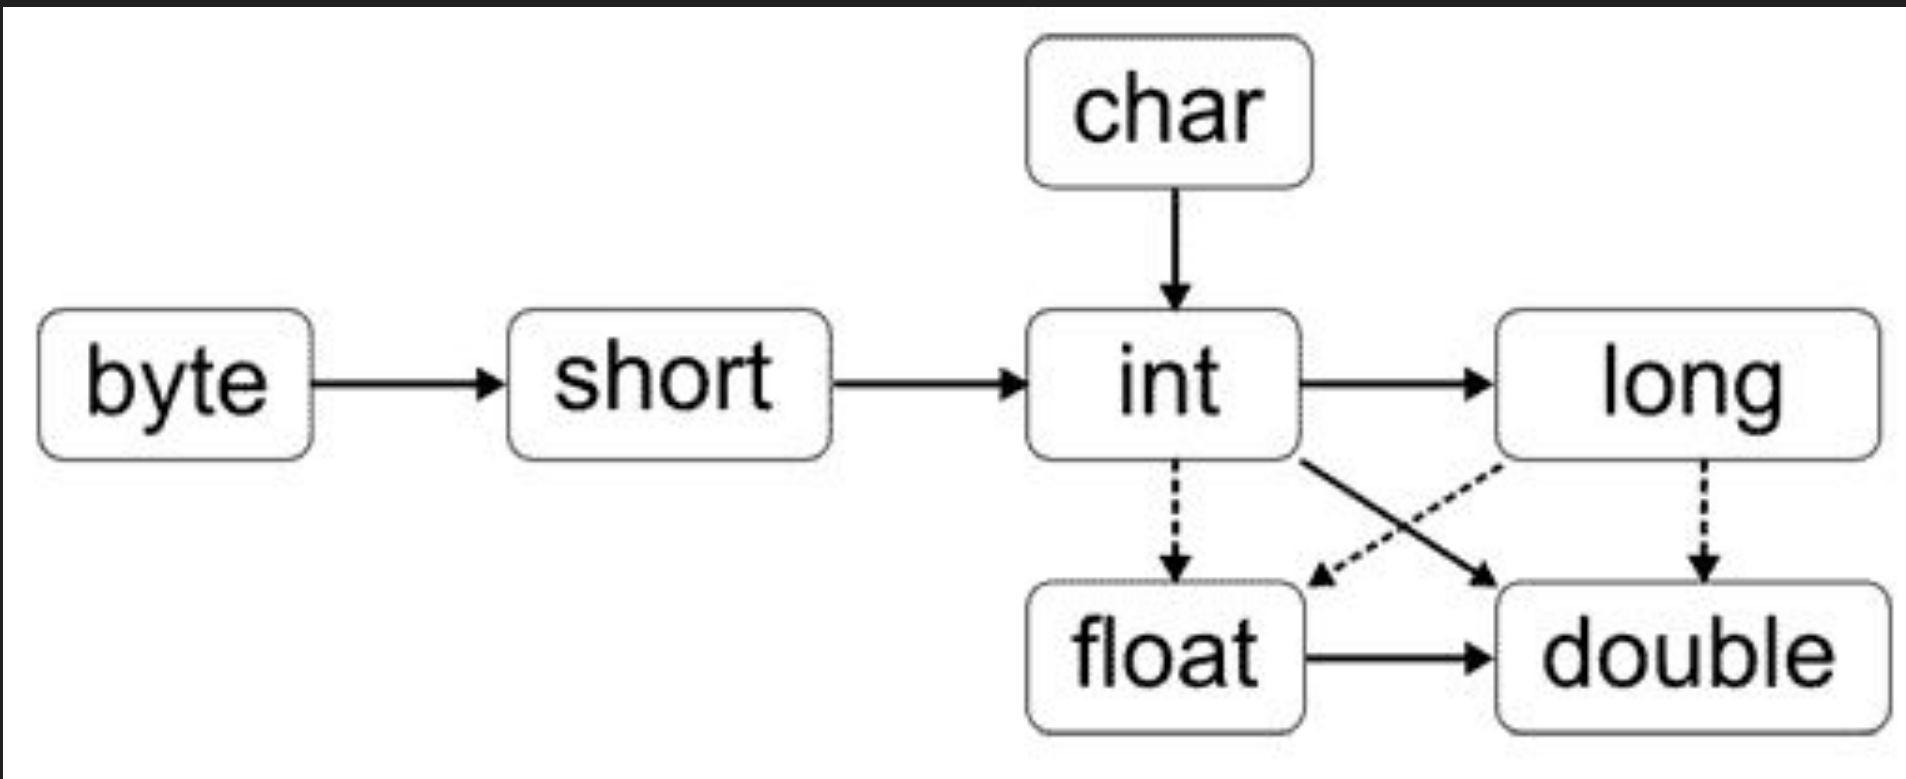 char
byte
short
int
long
float
double